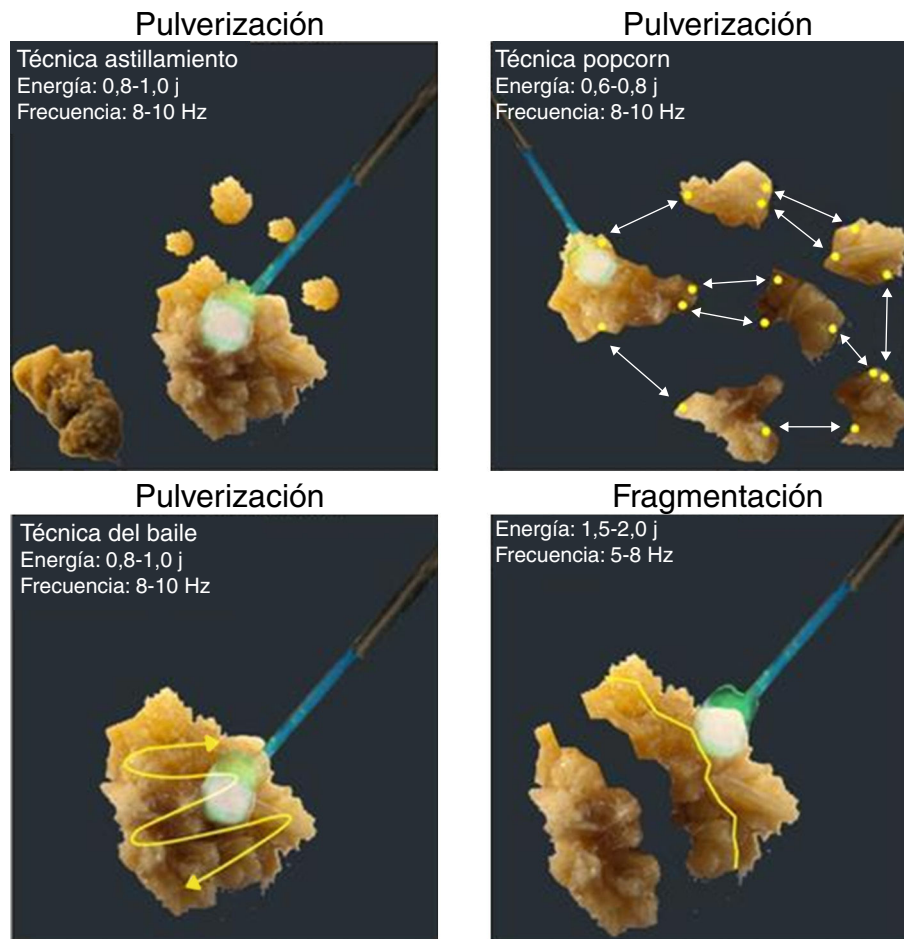 Pulverización
Técnica astillamiento
Energía: 0,8-1,0 j
Frecuencia: 8-10 Hz
Pulverización
Técnica popcorn
Energía: 0,6-0,8 j
Frecuencia: 8-10 Hz
Pulverización
Técnica del baile
Energía: 0,8-1,0 j
Frecuencia: 8-10 Hz
Fragmentación
Energía: 1,5-2,0 j
Frecuencia: 5-8 Hz